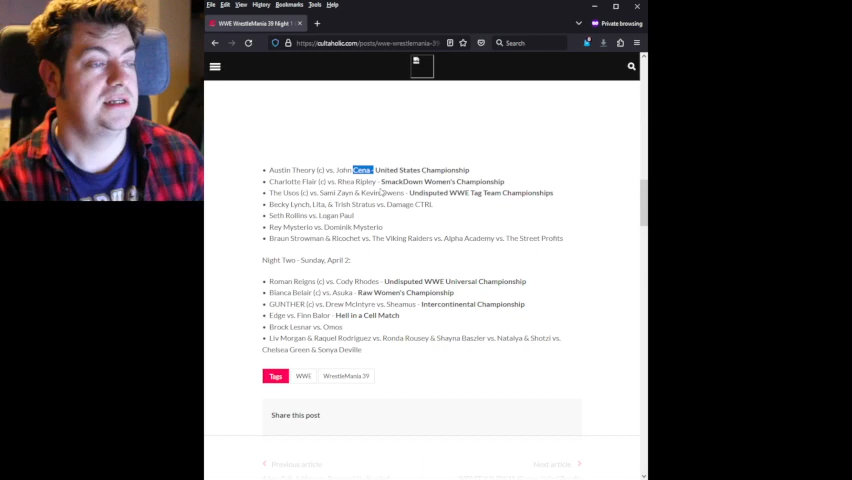 File Edit View History Bookmarks Tools Help
WWE WrestleMania 39 Night 1
Private browsing
https://cultaholic.com/posts/wwe-wrestlemania-39
Search
• Austin Theory (c) vs. John Cena - United States Championship
• Charlotte Flair (c) vs. Rhea Ripley - SmackDown Women's Championship
• The Usos (c) vs. Sami Zayn & Kevin Owens - Undisputed WWE Tag Team Championships
• Becky Lynch, Lita, & Trish Stratus vs. Damage CTRL
• Seth Rollins vs. Logan Paul
• Rey Mysterio vs. Dominik Mysterio
• Braun Strowman & Ricochet vs. The Viking Raiders vs. Alpha Academy vs. The Street Profits
Night Two - Sunday, April 2:
• Roman Reigns (c) vs. Cody Rhodes - Undisputed WWE Universal Championship
• Bianca Belair (c) vs. Asuka - Raw Women's Championship
• GUNTHER (c) vs. Drew McIntyre vs. Sheamus - Intercontinental Championship
• Edge vs. Finn Balor - Hell in a Cell Match
• Brock Lesnar vs. Omos
• Liv Morgan & Raquel Rodriguez vs. Ronda Rousey & Shayna Baszler vs. Natalya & Shotzi vs.
Chelsea Green & Sonya Deville
Tags WWE WrestleMania 39
Share this post
Previous article
Next article